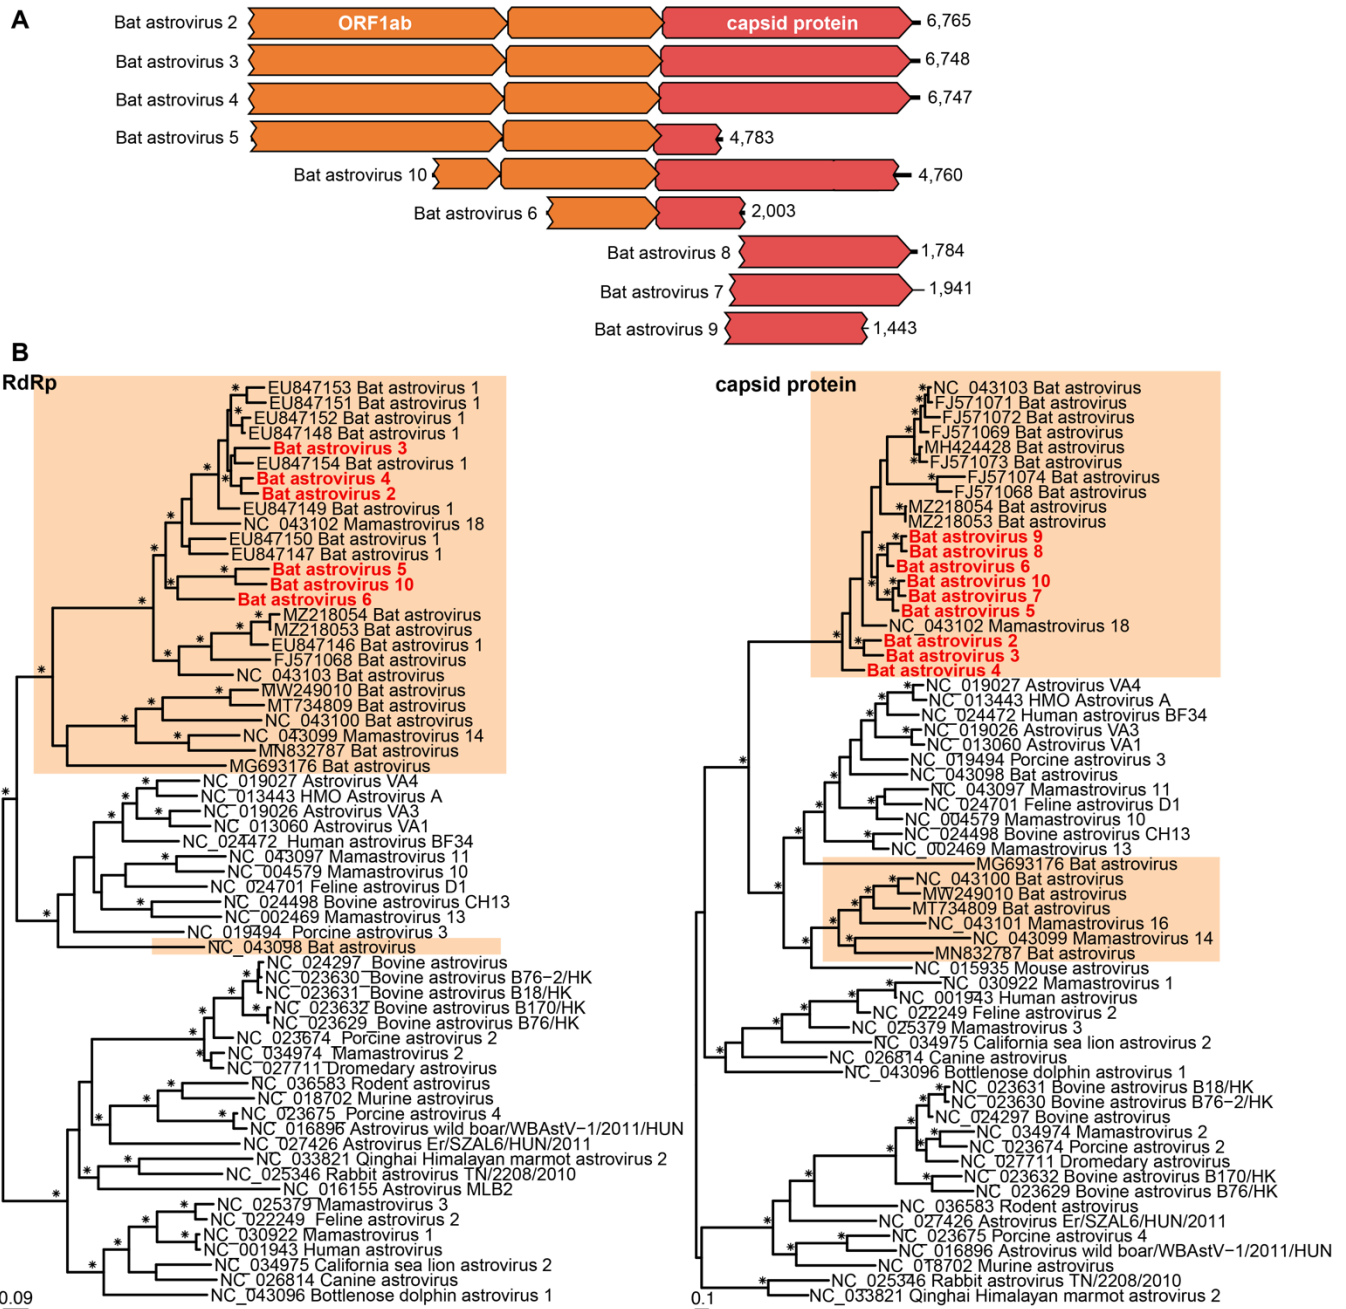 A
Bat astrovirus 2 ORF1ab capsid protein 6,765
Bat astrovirus 3 6,748
Bat astrovirus 4 6,747
Bat astrovirus 5 4,783
Bat astrovirus 10 4,760
Bat astrovirus 6 2,003
Bat astrovirus 8 1,784
Bat astrovirus 7 1,941
Bat astrovirus 9 1,443
B
RdRp
EU847153 Bat astrovirus 1
EU847151 Bat astrovirus 1
EU847152 Bat astrovirus 1
EU847148 Bat astrovirus 1
Bat astrovirus 3
EU847154 Bat astrovirus 1
Bat astrovirus 4
Bat astrovirus 2
EU847149 Bat astrovirus 1
NC_043102 Mamastrovirus 18
EU847150 Bat astrovirus 1
EU847147 Bat astrovirus 1
Bat astrovirus 5
Bat astrovirus 10
Bat astrovirus 6
MZ218054 Bat astrovirus
MZ218053 Bat astrovirus
EU847146 Bat astrovirus 1
FJ571068 Bat astrovirus
NC_043103 Bat astrovirus
MW249010 Bat astrovirus
MT734809 Bat astrovirus
NC_043100 Bat astrovirus
NC_043099 Mamastrovirus 14
MN832787 Bat astrovirus
MG693176 Bat astrovirus
NC_019027 Astrovirus VA4
NC_013443 HMO Astrovirus A
NC_019026 Astrovirus VA3
NC_013060 Astrovirus VA1
NC_024472_Human astrovirus BF34
NC_043097 Mamastrovirus 11
NC_004579 Mamastrovirus 10
NC_024701 Feline astrovirus D1
NC_024498 Bovine astrovirus CH13
NC_002469 Mamastrovirus 13
NC_019494_Porcine astrovirus 3
NC_043098 Bat astrovirus
NC_024297_Bovine astrovirus
NC_023630_Bovine astrovirus B76-2/HK
NC_023631_Bovine astrovirus B18/HK
NC_023632 Bovine astrovirus B170/HK
NC_023629_Bovine astrovirus B76/HK
NC_023674_Porcine astrovirus 2
NC_034974_Mamastrovirus 2
NC_027711 Dromedary astrovirus
NC_036583 Rodent astrovirus
NC_018702 Murine astrovirus
NC_023675_Porcine astrovirus 4
NC_016896 Astrovirus wild boar/WBAstV−1/2011/HUN
NC_027426 Astrovirus Er/SZAL6/HUN/2011
NC_033821 Qinghai Himalayan marmot astrovirus 2
NC_025346 Rabbit astrovirus TN/2208/2010
NC_016155 Astrovirus MLB2
NC_025379 Mamastrovirus 3
NC_022249_Feline astrovirus 2
NC_030922 Mamastrovirus 1
NC_001943 Human astrovirus
NC_034975 California sea lion astrovirus 2
NC_026814 Canine astrovirus
NC_043096 Bottlenose dolphin astrovirus 1
0.09
capsid protein
NC_043103 Bat astrovirus
FJ571071 Bat astrovirus
FJ571072 Bat astrovirus
FJ571069 Bat astrovirus
MH424428 Bat astrovirus
FJ571073 Bat astrovirus
FJ571074 Bat astrovirus
FJ571068 Bat astrovirus
MZ218054 Bat astrovirus
MZ218053 Bat astrovirus
Bat astrovirus 9
Bat astrovirus 8
Bat astrovirus 6
Bat astrovirus 10
Bat astrovirus 7
Bat astrovirus 5
NC_043102 Mamastrovirus 18
Bat astrovirus 2
Bat astrovirus 3
Bat astrovirus 4
NC_019027 Astrovirus VA4
NC_013443 HMO Astrovirus A
NC_024472 Human astrovirus BF34
NC_019026 Astrovirus VA3
NC_013060 Astrovirus VA1
NC_019494 Porcine astrovirus 3
NC_043098 Bat astrovirus
NC_043097 Mamastrovirus 11
NC_024701 Feline astrovirus D1
NC_004579 Mamastrovirus 10
NC_024498 Bovine astrovirus CH13
NC_002469 Mamastrovirus 13
MG693176 Bat astrovirus
NC_043100 Bat astrovirus
MW249010 Bat astrovirus
MT734809 Bat astrovirus
NC_043101 Mamastrovirus 16
NC_043099 Mamastrovirus 14
MN832787 Bat astrovirus
NC_015935 Mouse astrovirus
NC_030922 Mamastrovirus 1
NC_001943 Human astrovirus
NC_022249 Feline astrovirus 2
NC_025379 Mamastrovirus 3
NC_034975 California sea lion astrovirus 2
NC_026814 Canine astrovirus
NC_043096 Bottlenose dolphin astrovirus 1
NC_023631 Bovine astrovirus B18/HK
NC_023630 Bovine astrovirus B76−2/HK
NC_024297 Bovine astrovirus
NC_034974 Mamastrovirus 2
NC_023674 Porcine astrovirus 2
NC_027711 Dromedary astrovirus
NC_023632 Bovine astrovirus B170/HK
NC_023629 Bovine astrovirus B76/HK
NC_036583 Rodent astrovirus
NC_027426 Astrovirus Er/SZAL6/HUN/2011
NC_023675 Porcine astrovirus 4
NC_016896 Astrovirus wild boar/WBAstV−1/2011/HUN
NC_018702 Murine astrovirus
NC_025346 Rabbit astrovirus TN/2208/2010
NC_033821 Qinghai Himalayan marmot astrovirus 2
0.1